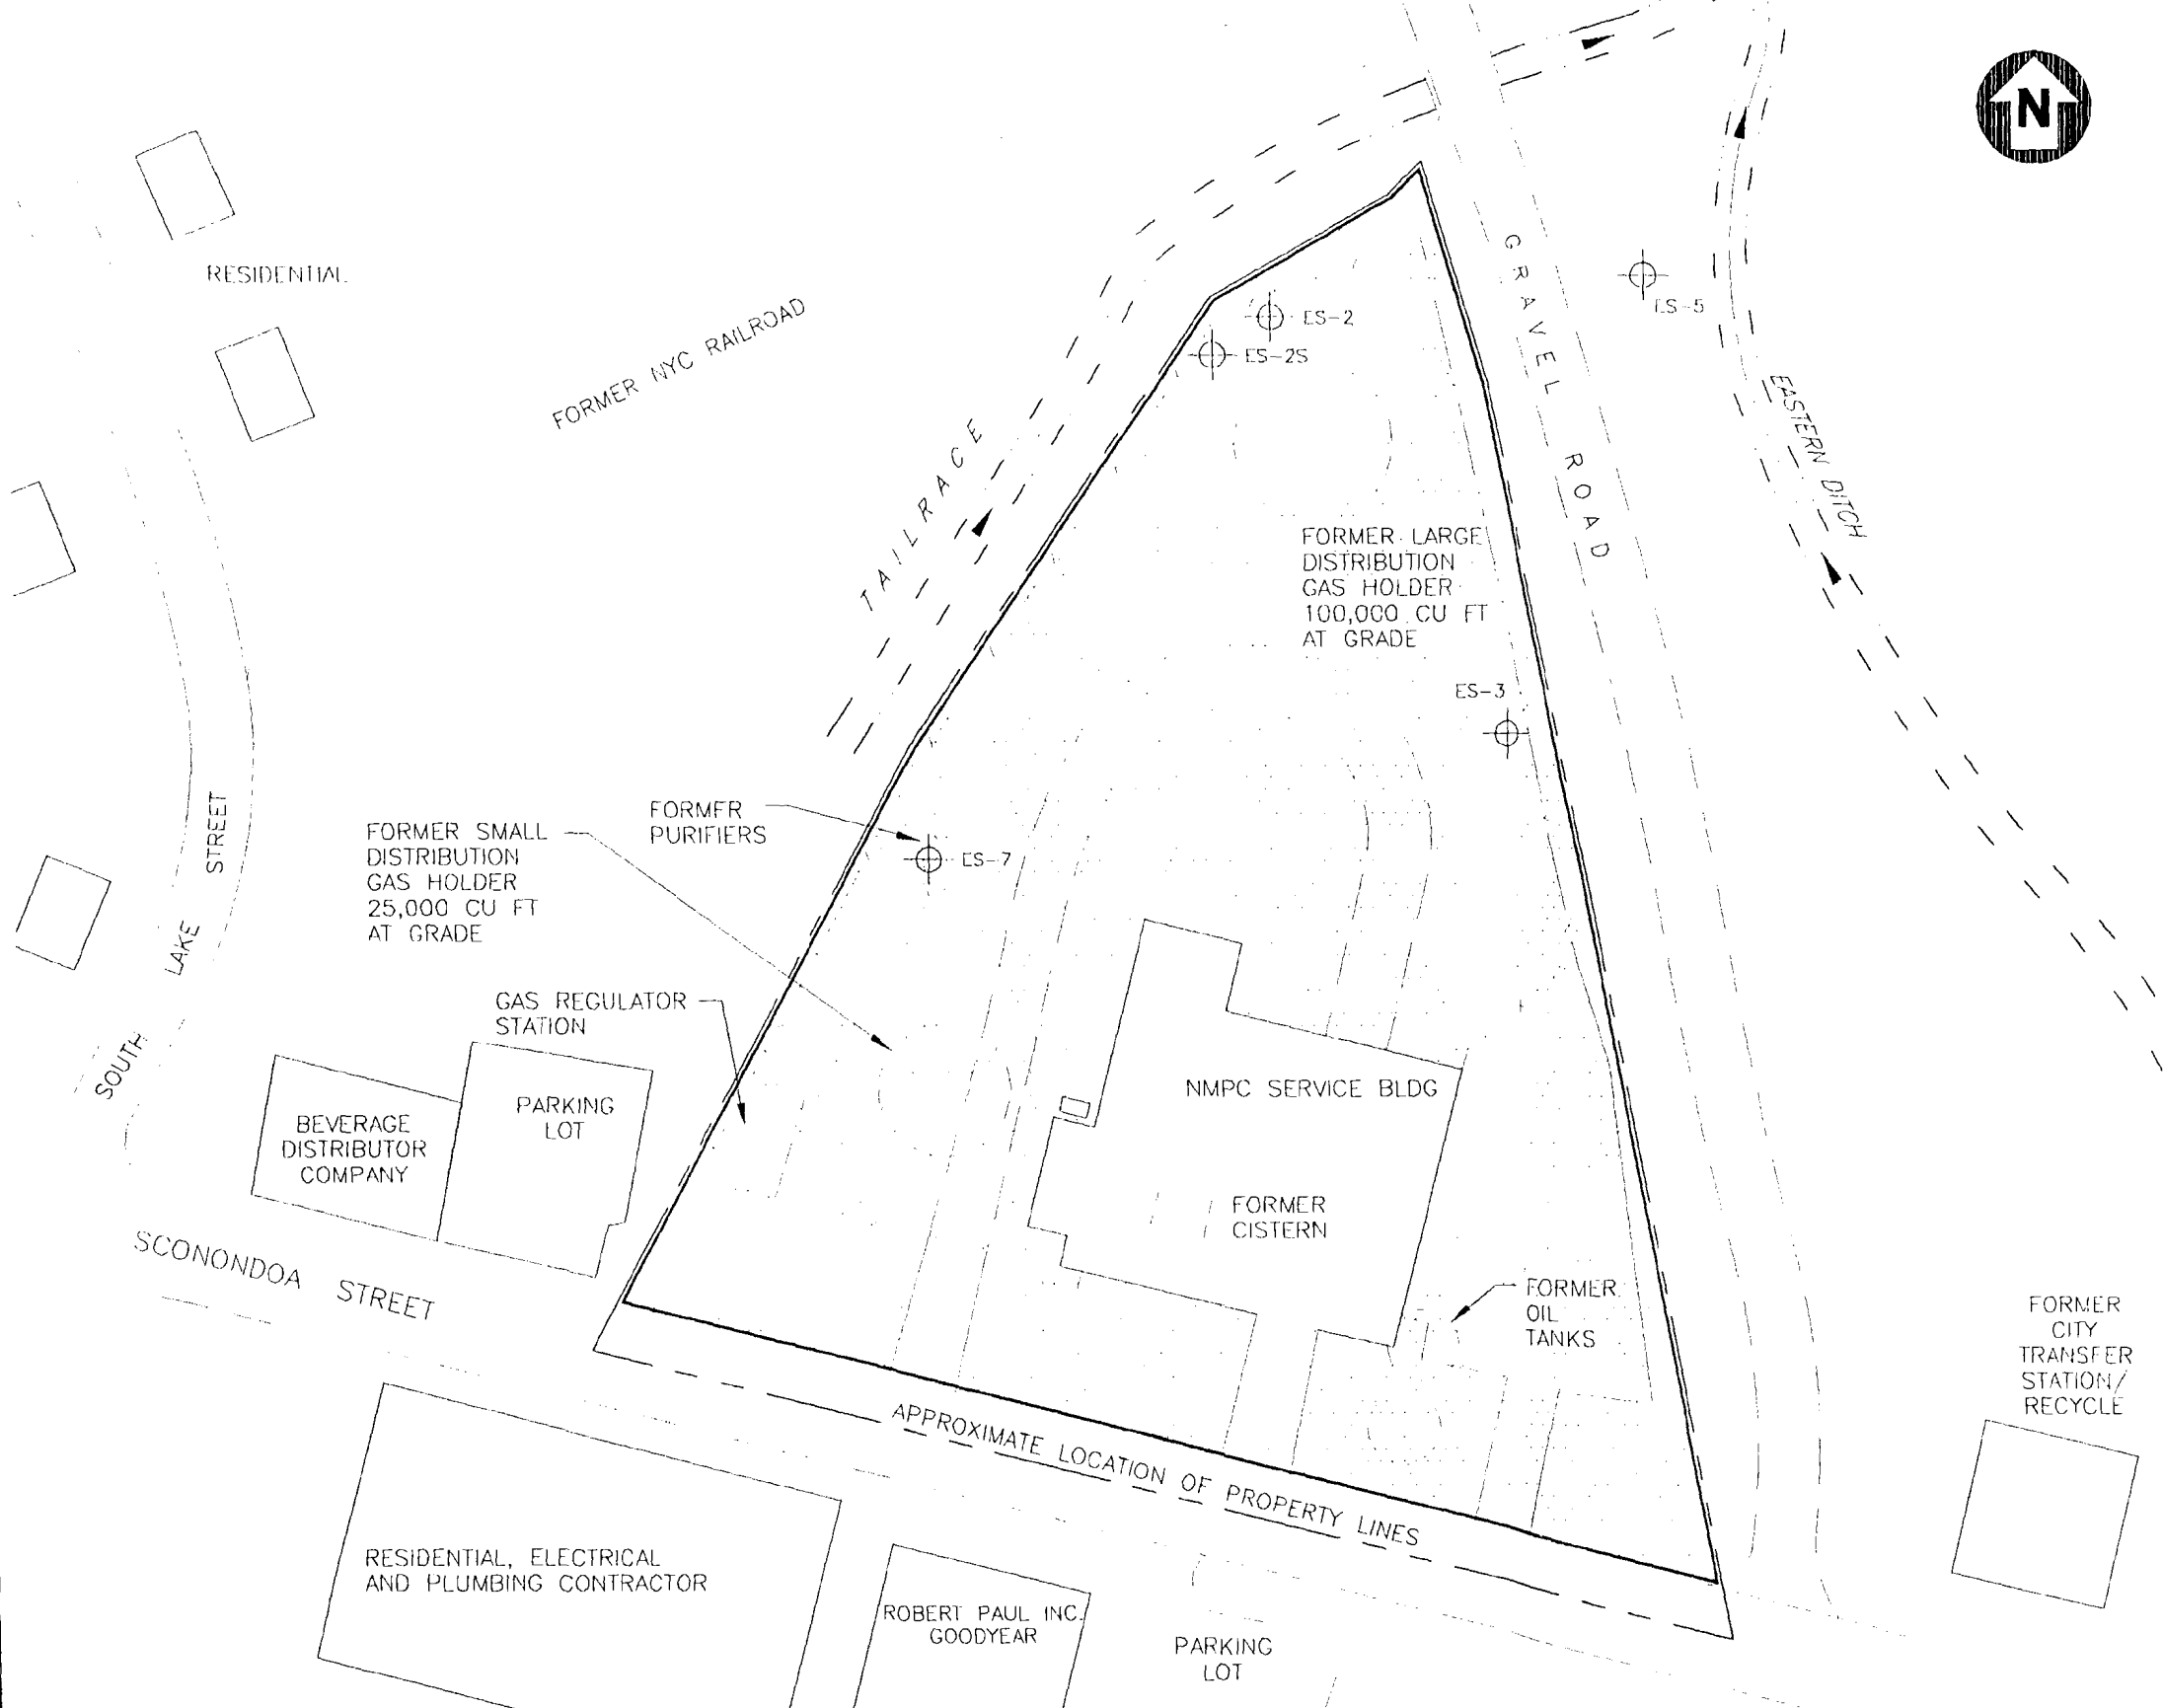 N
RESIDENTIAL
FORMER NYC RAILROAD
GRAVEL ROAD
ES-5
ES-2
ES-2S
EASTERN DITCH
TAILRACE
FORMER LARGE
DISTRIBUTION
GAS HOLDER
100,000 CU FT
AT GRADE
ES-3
FORMER
PURIFIERS
ES-7
FORMER SMALL
DISTRIBUTION
GAS HOLDER
25,000 CU FT
AT GRADE
SOUTH LAKE STREET
GAS REGULATOR
STATION
NMPC SERVICE BLDG
PARKING
LOT
BEVERAGE
DISTRIBUTOR
COMPANY
FORMER
CISTERN
SCONONDOA STREET
FORMER
OIL
TANKS
FORMER
CITY
TRANSFER
STATION/
RECYCLE
APPROXIMATE LOCATION OF PROPERTY LINES
RESIDENTIAL, ELECTRICAL
AND PLUMBING CONTRACTOR
ROBERT PAUL INC.
GOODYEAR
PARKING
LOT